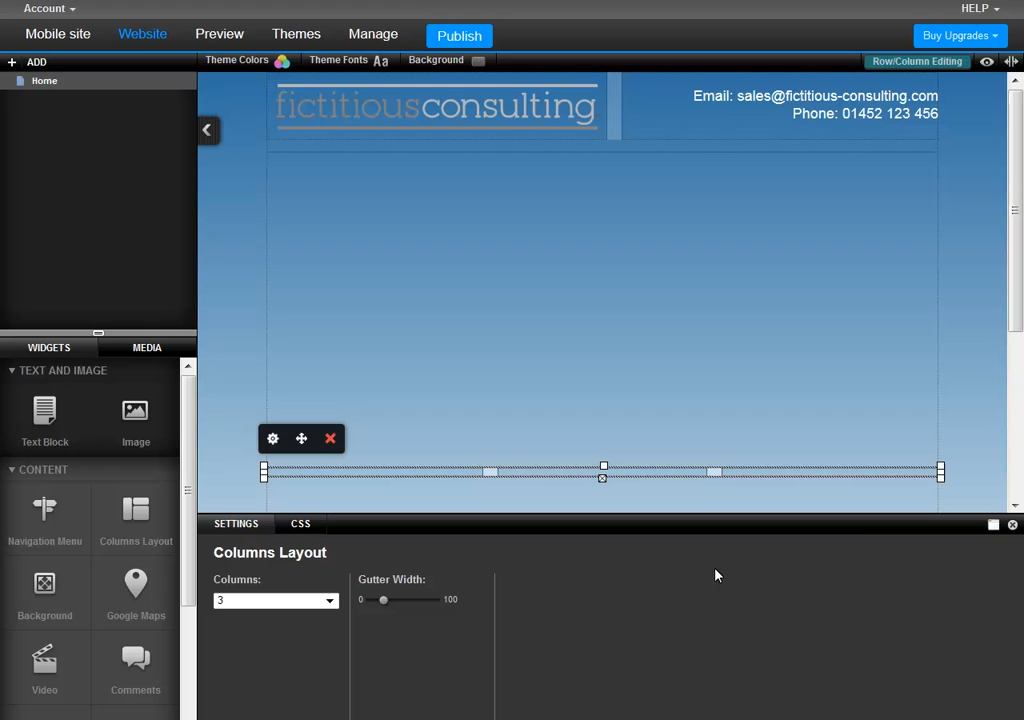 Account
HELP
Mobile site
Website
Preview
Themes
Manage
Publish
Buy Upgrades
+ ADD
Theme Colors
Theme Fonts Aa
Background
Row/Column Editing
Home
fictitiousconsulting
Email: sales@fictitious-consulting.com
Phone: 01452 123 456
WIDGETS
MEDIA
TEXT AND IMAGE
Text Block
Image
CONTENT
Navigation Menu
Columns Layout
Background
Google Maps
Video
Comments
SETTINGS
CSS
Columns Layout
Columns:
Gutter Width:
3
0
100